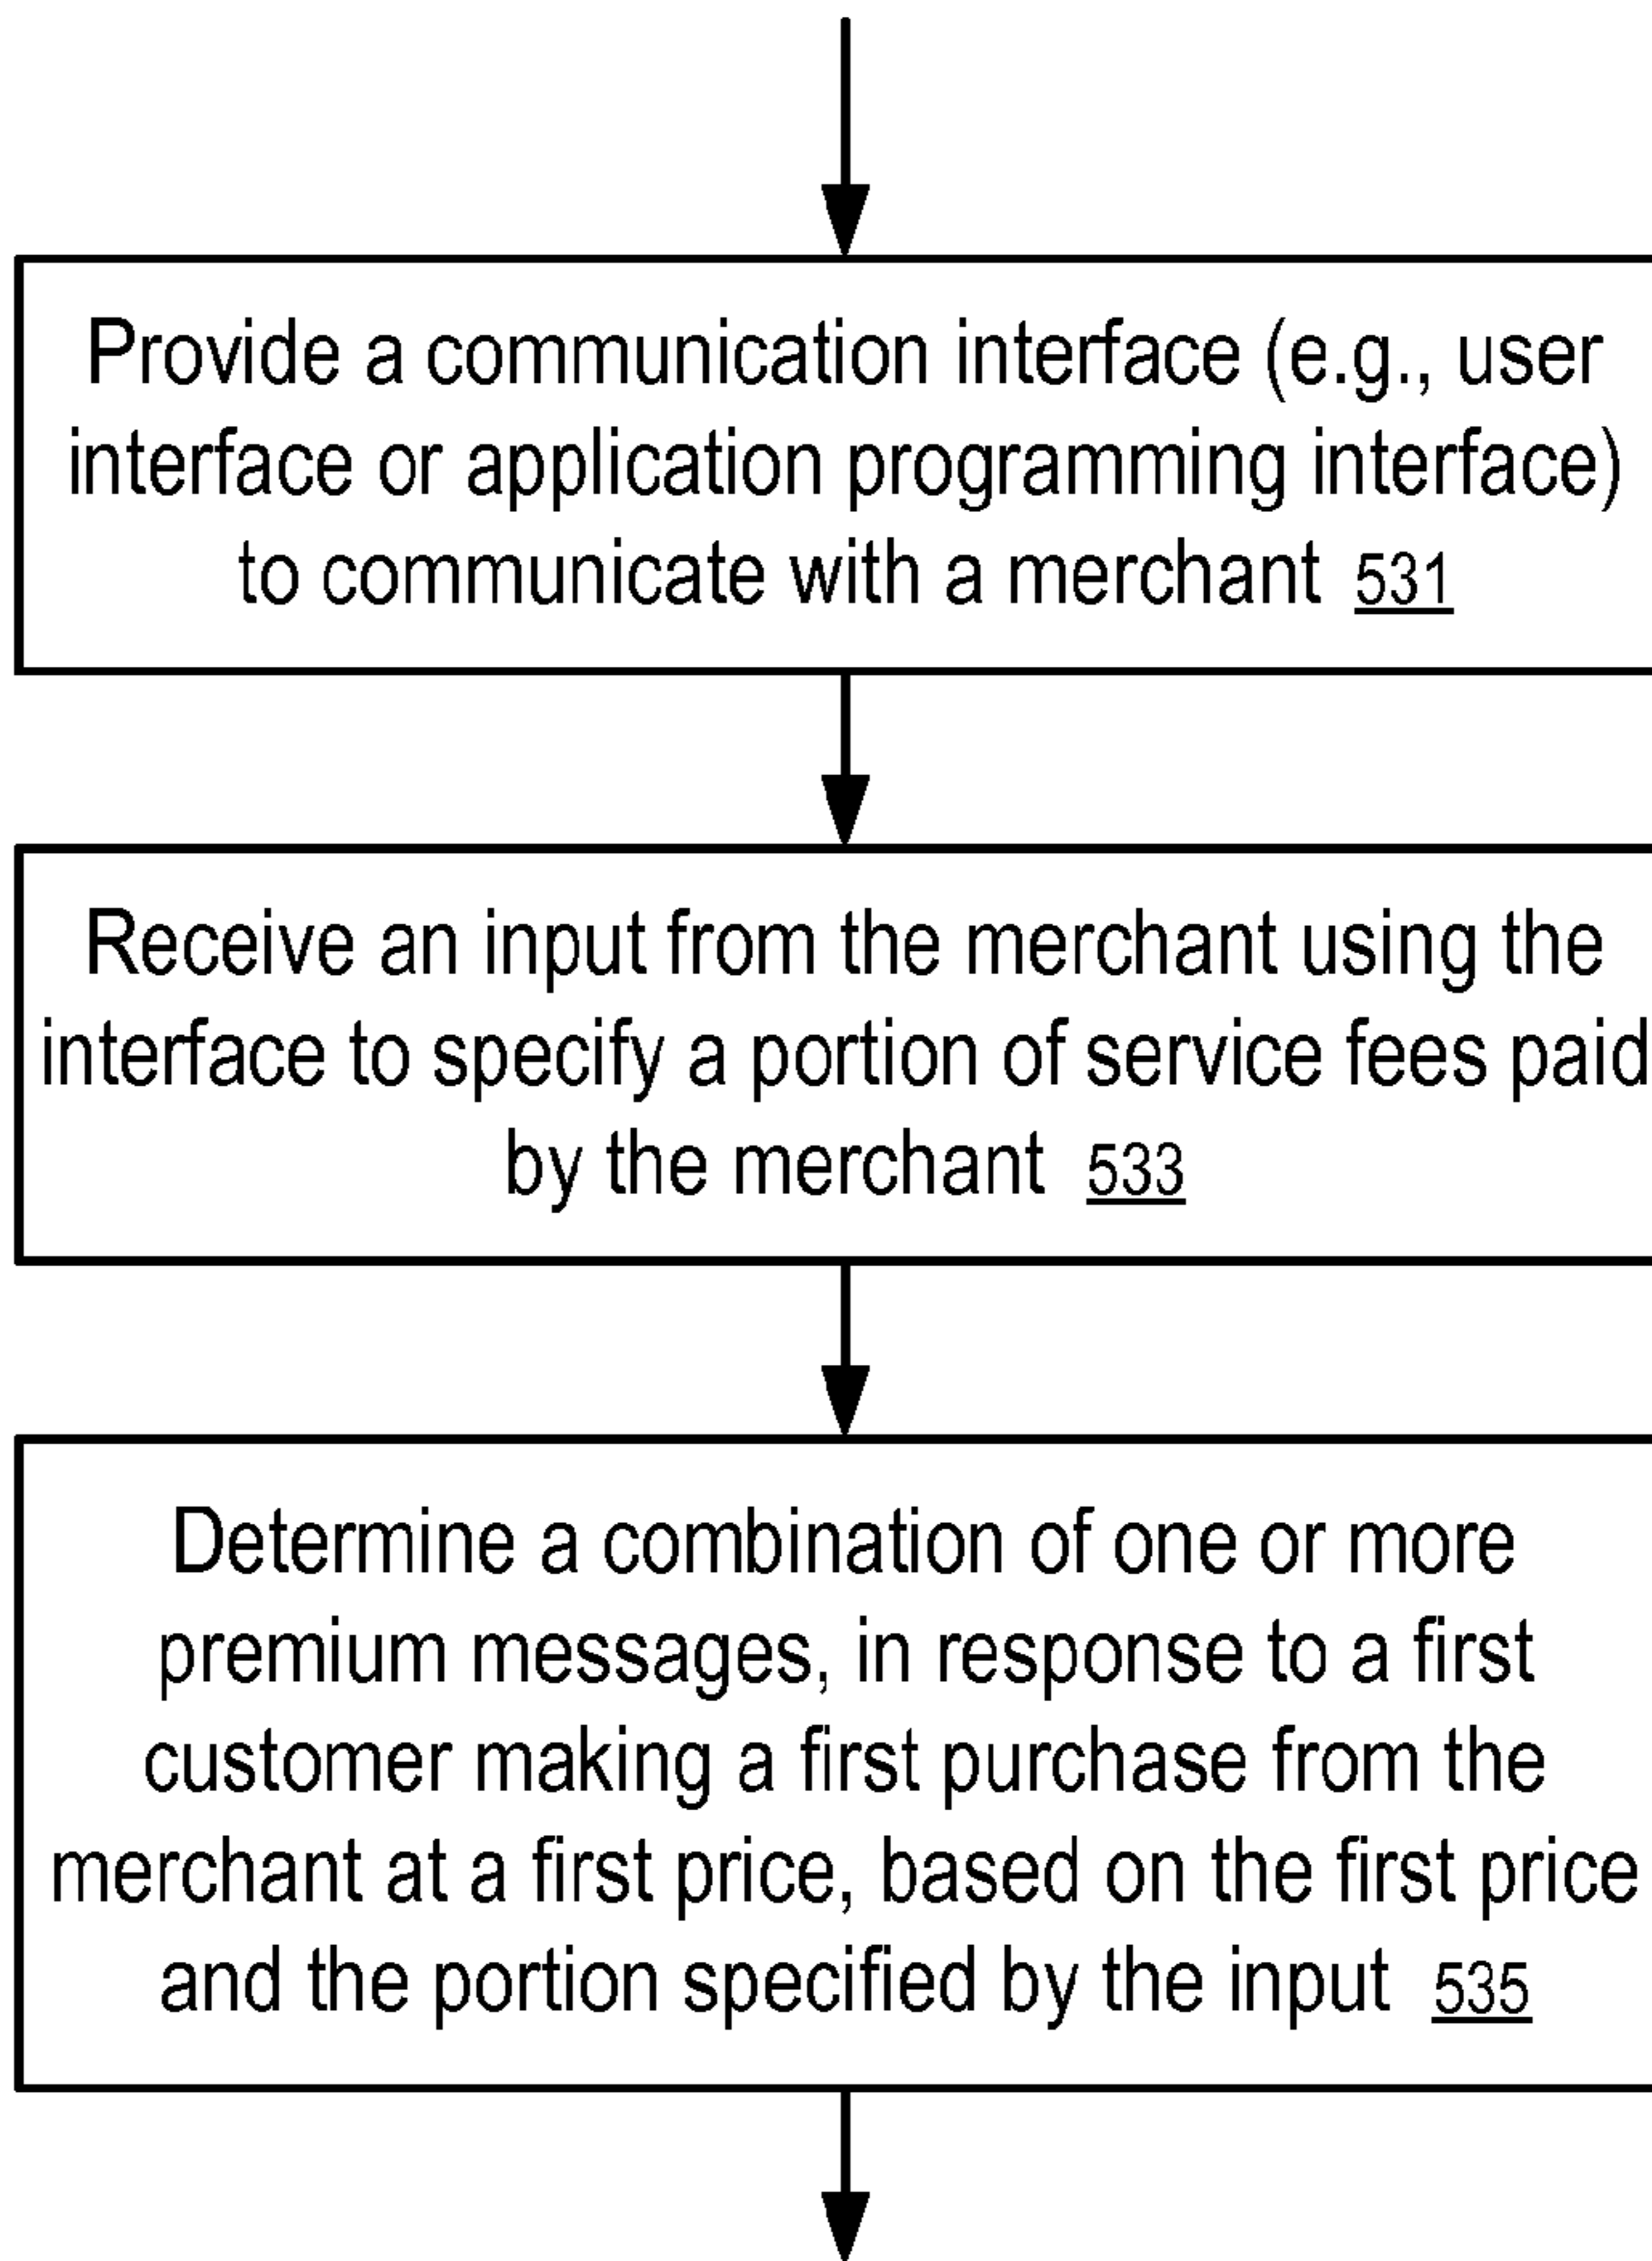 Provide a communication interface (e.g., user
interface or application programming interface)
to communicate with a merchant 531
Receive an input from the merchant using the
interface to specify a portion of service fees paid
by the merchant 533
Determine a combination of one or more
premium messages, in response to a first
customer making a first purchase from the
merchant at a first price, based on the first price
and the portion specified by the input 535